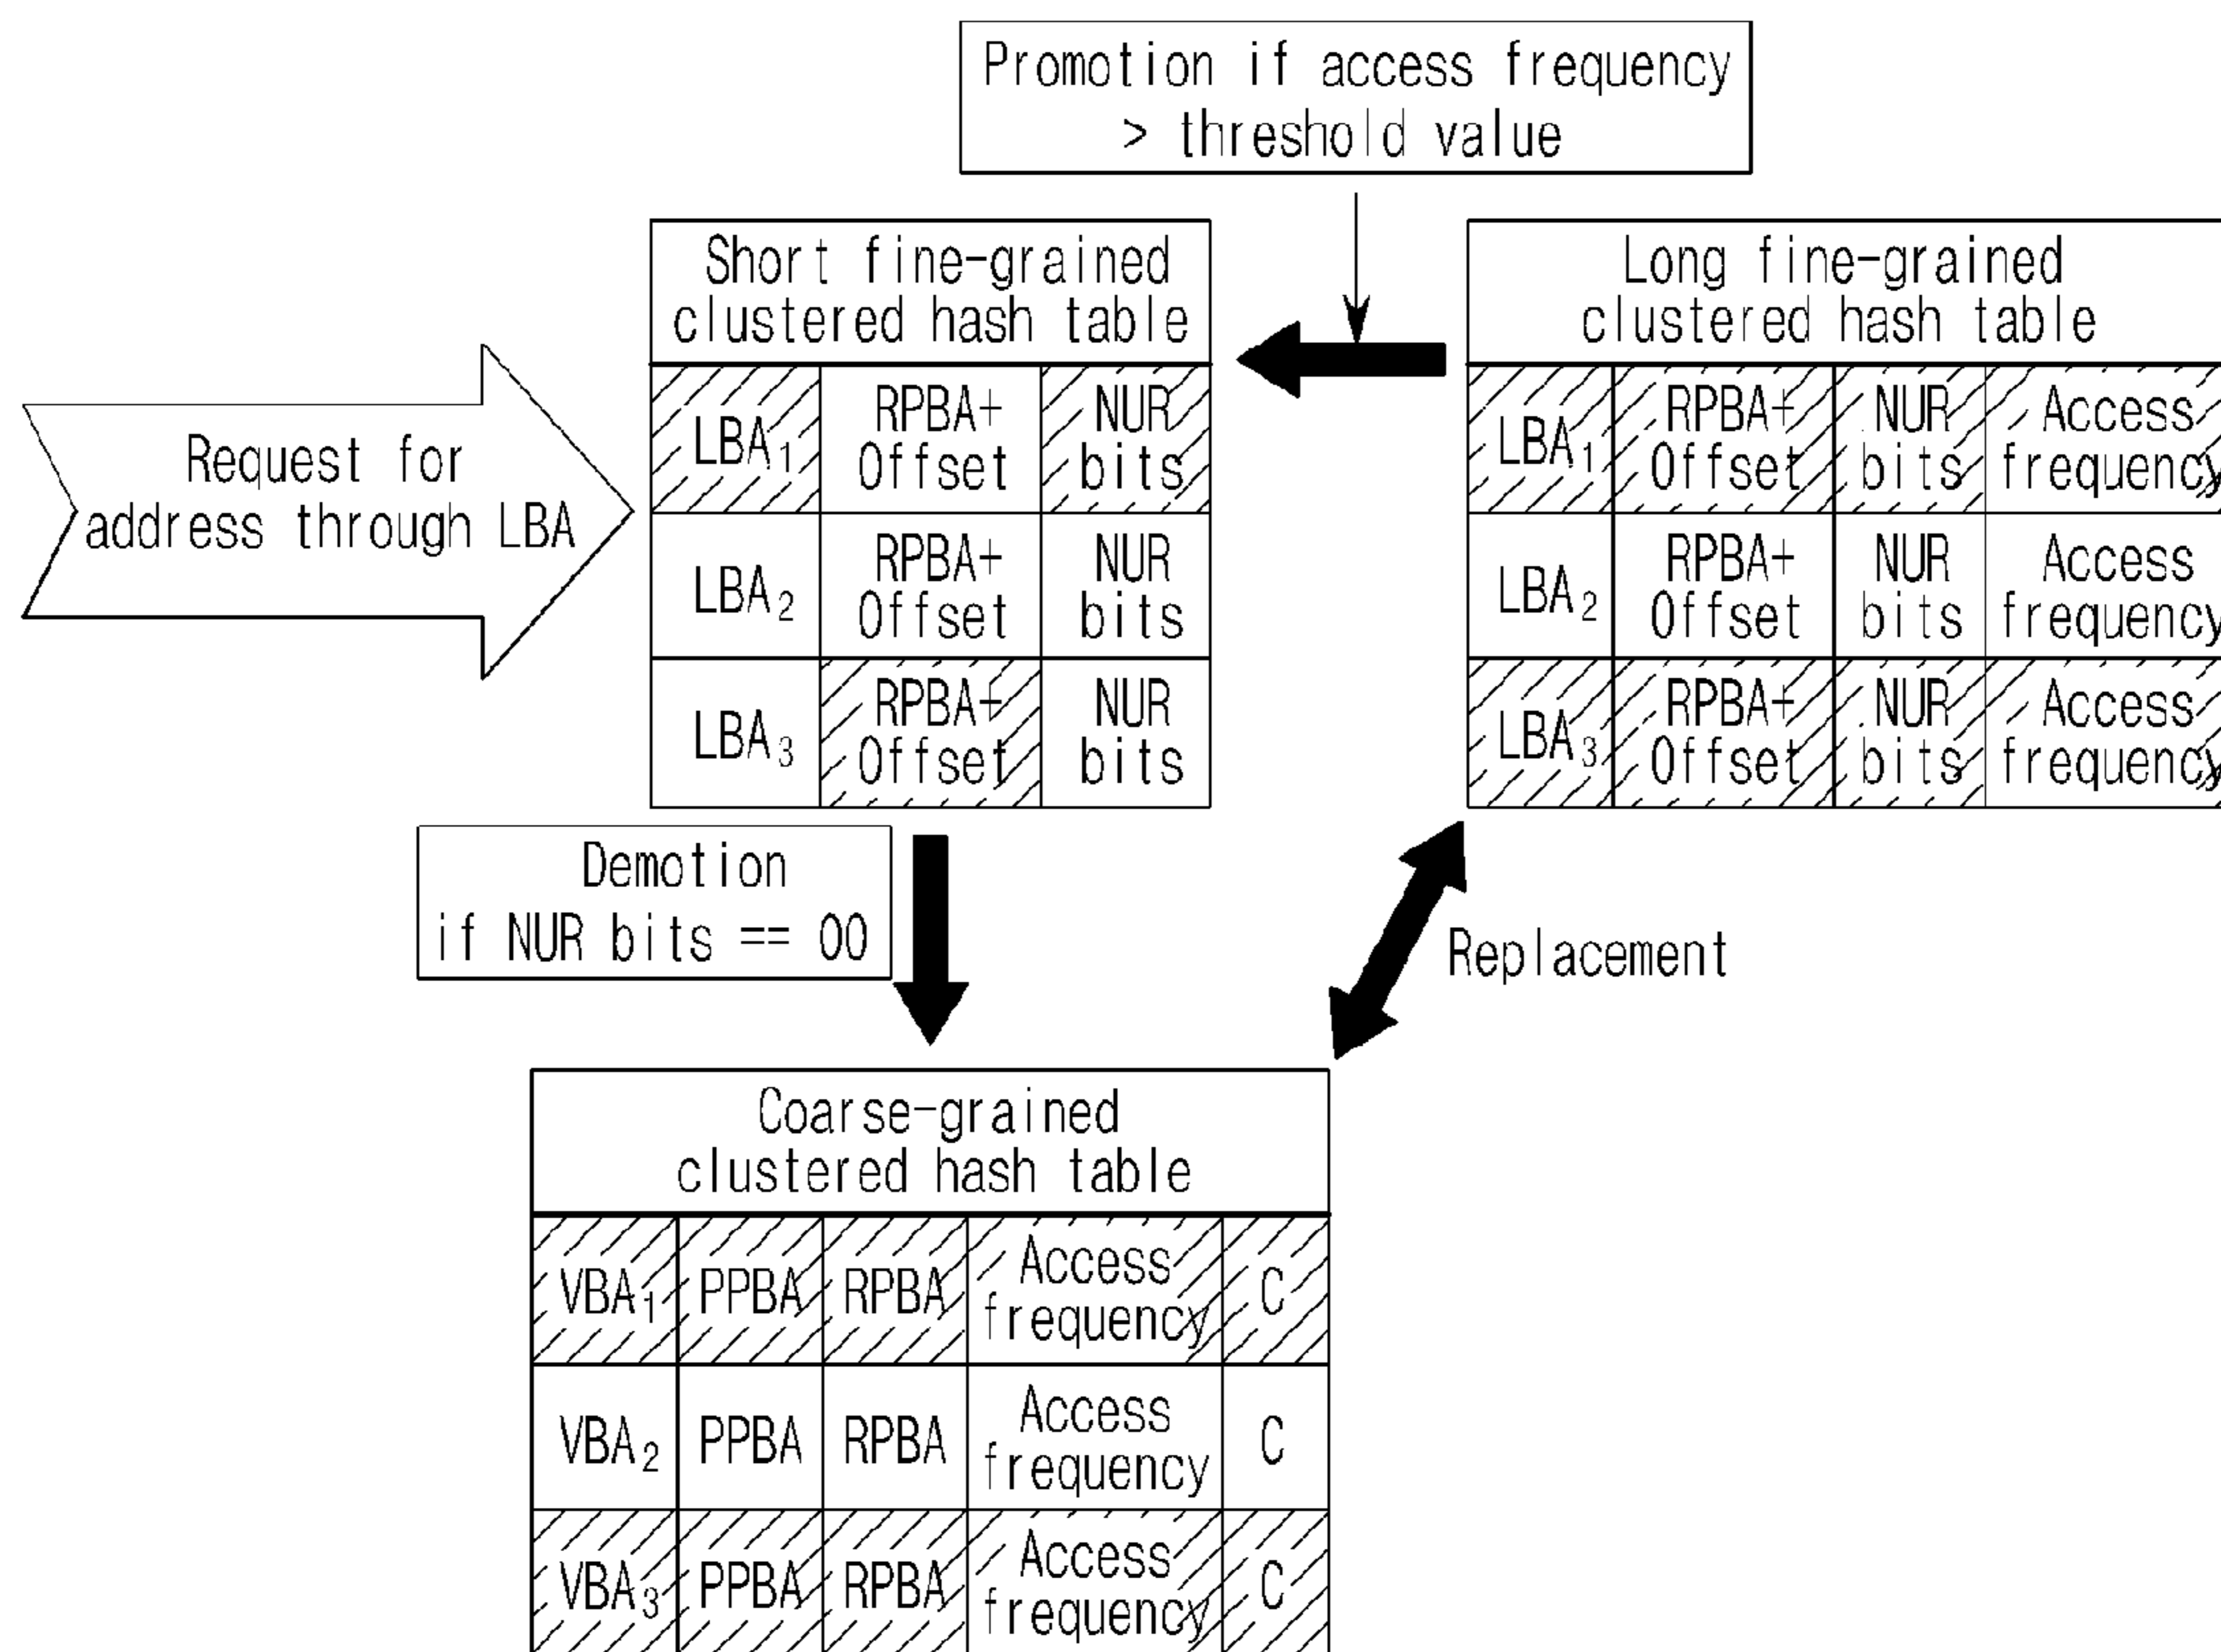 Promotion if access frequency
> threshold value
Short fine-grained
clustered hash table
Long fine-grained
clustered hash table
Request for
address through LBA
LBA₁
RPBA+
Offset
NUR
bits
LBA₂
RPBA+
Offset
NUR
bits
LBA₃
RPBA+
Offset
NUR
bits
LBA₁
RPBA+
Offset
NUR
bits
Access
frequency
LBA₂
RPBA+
Offset
NUR
bits
Access
frequency
LBA₃
RPBA+
Offset
NUR
bits
Access
frequency
Demotion
if NUR bits == 00
Replacement
Coarse-grained
clustered hash table
VBA₁
PPBA
RPBA
Access
frequency
C
VBA₂
PPBA
RPBA
Access
frequency
C
VBA₃
PPBA
RPBA
Access
frequency
C